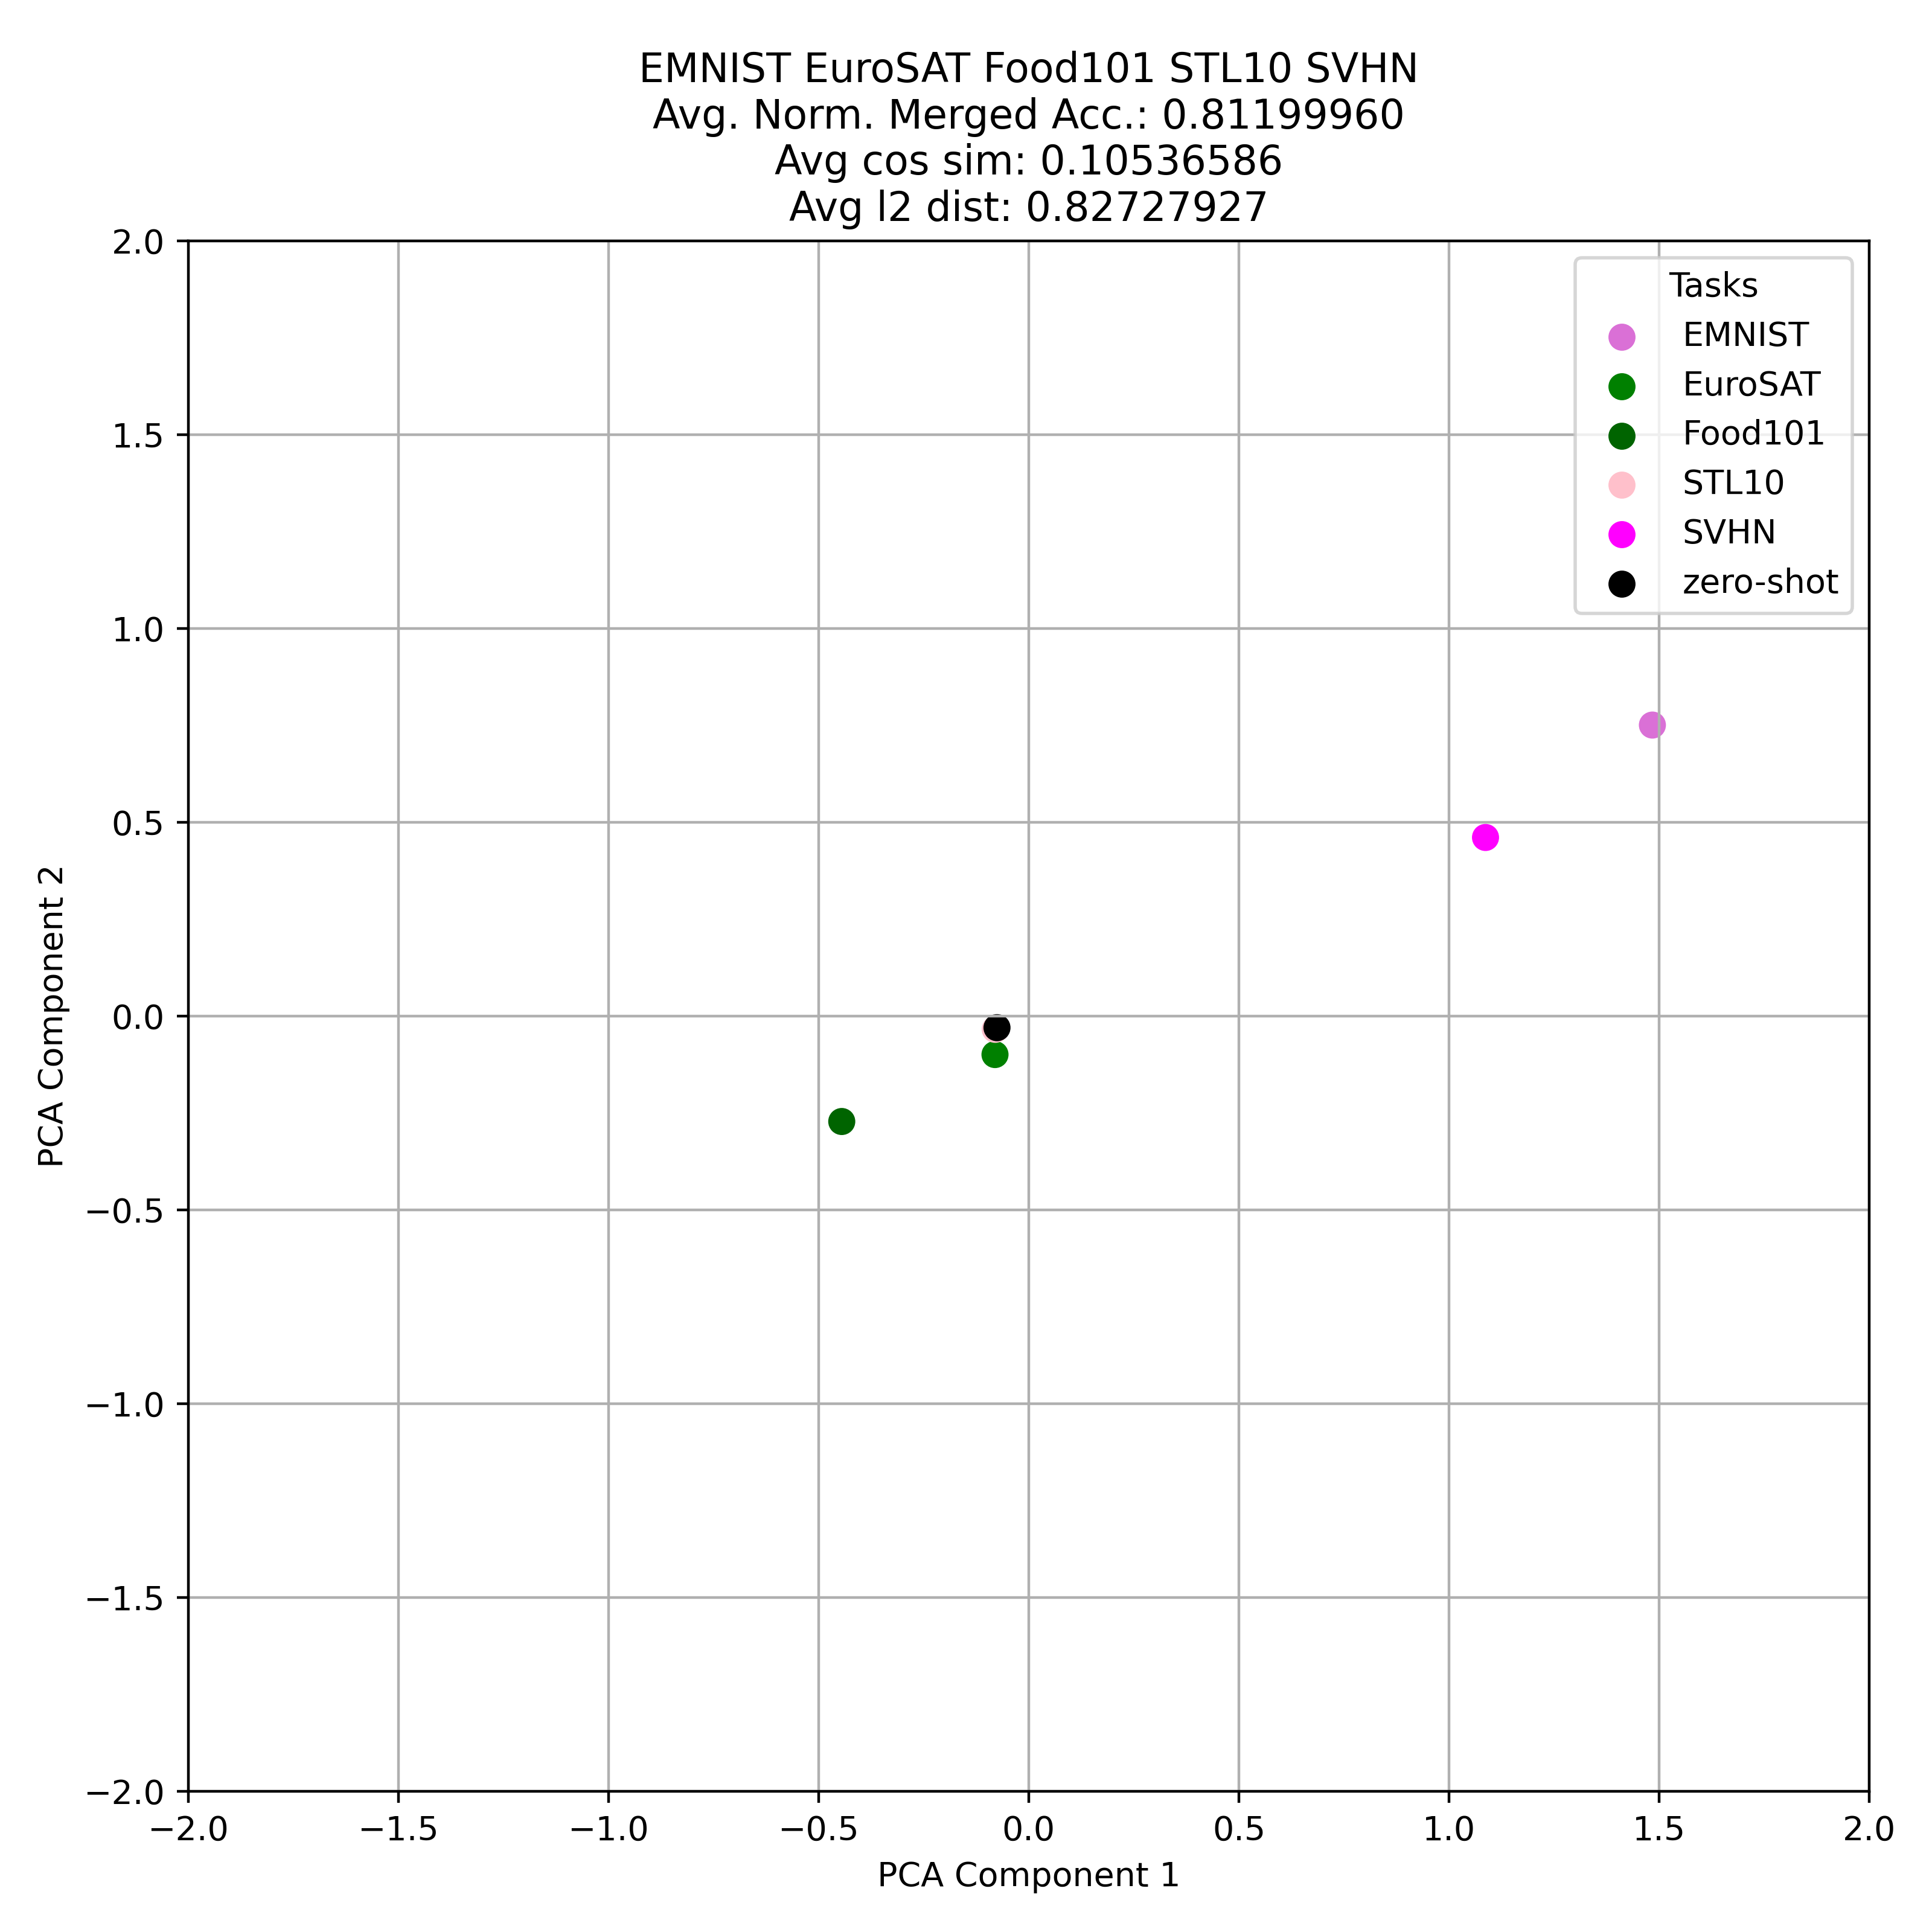 EMNIST EuroSAT Food101 STL10 SVHN
Avg. Norm. Merged Acc.: 0.81199960
Avg cos sim: 0.10536586
Avg l2 dist: 0.82727927
Tasks
EMNIST
EuroSAT
Food101
STL10
SVHN
zero-shot
2.0
1.5
1.0
0.5
0.0
−0.5
−1.0
−1.5
−2.0
PCA Component 2
−2.0 −1.5 −1.0 −0.5 0.0 0.5 1.0 1.5 2.0
PCA Component 1